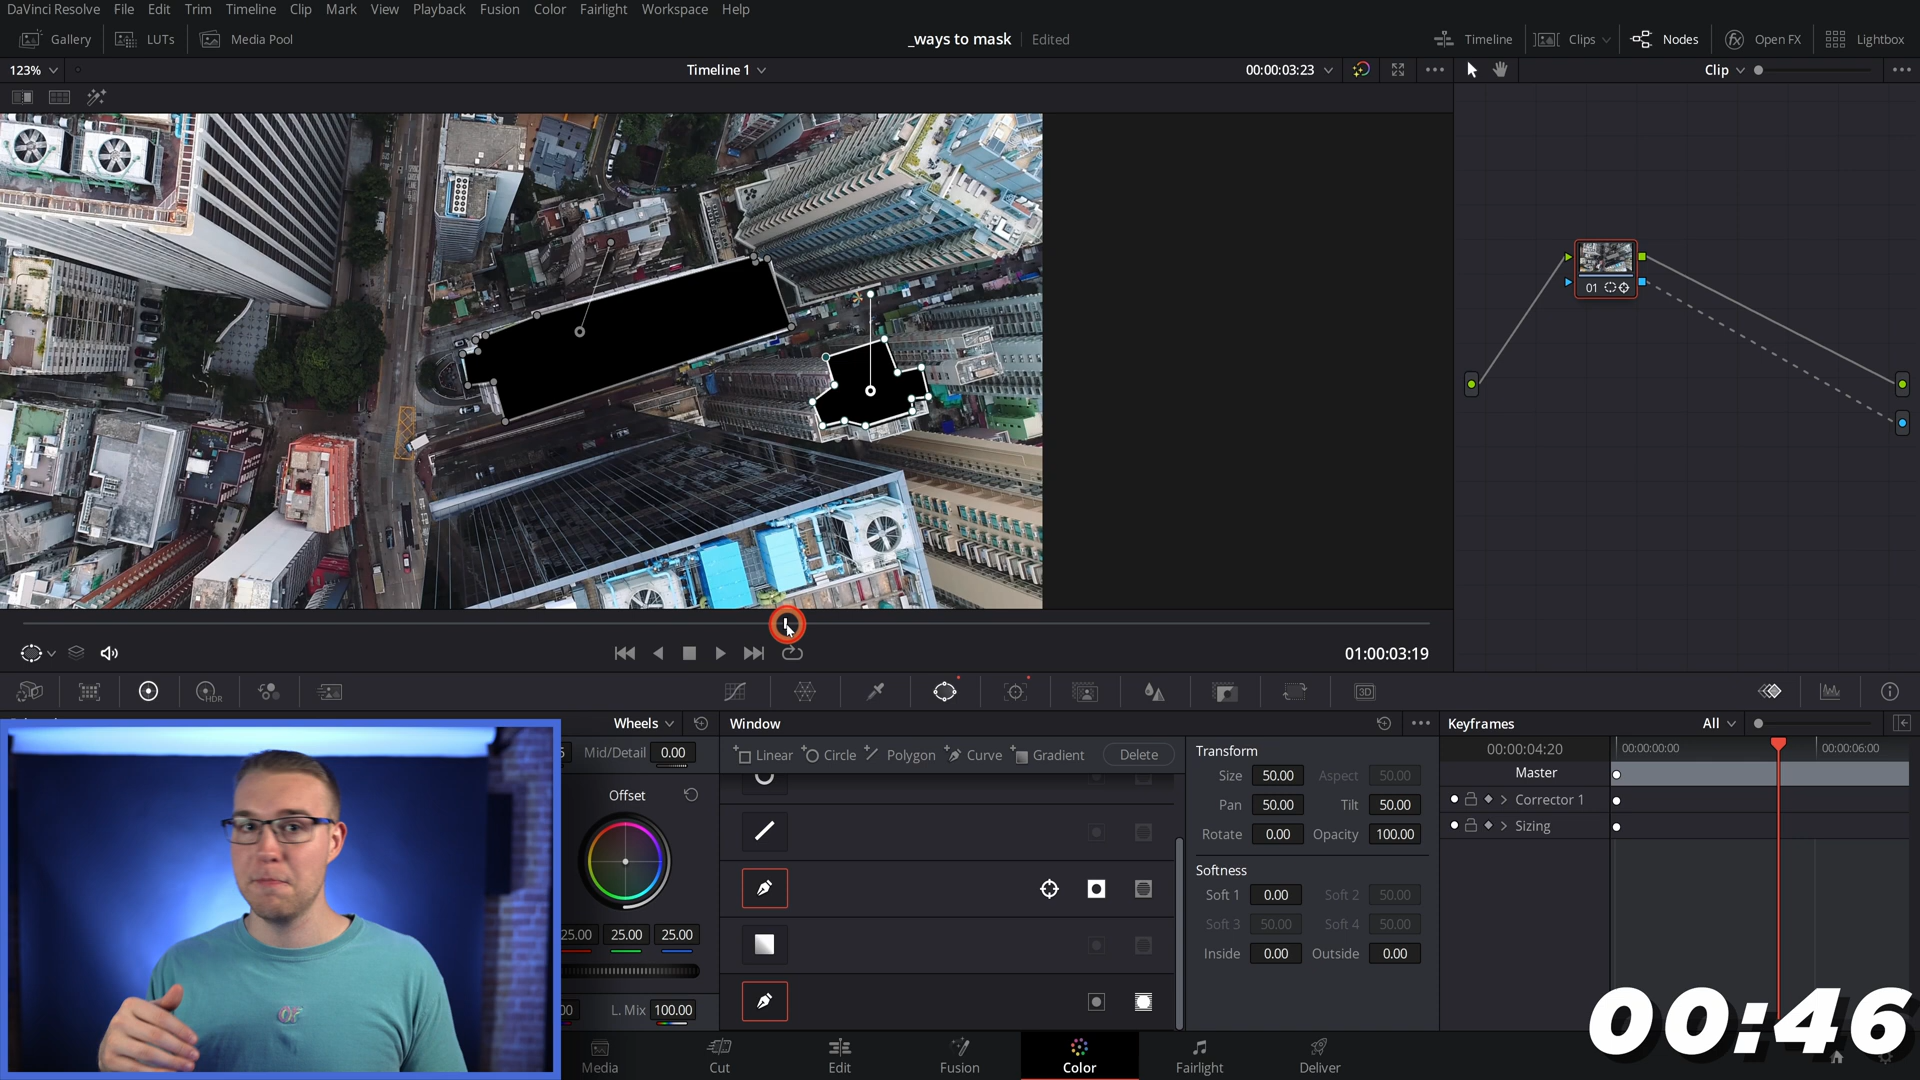 DaVinci Resolve File Edit Trim Timeline Clip Mark View Playback Fusion Color Fairlight Workspace Help
Gallery LUTs Media Pool _ways to mask Edited Timeline Clips Nodes Open FX Lightbox
123% Timeline 1 00:00:03:23 Clip
01
01:00:03:19
HDR 3D
Wheels Window Keyframes All
Mid/Detail 0.00 Linear Circle Polygon Curve Gradient Delete Transform 00:00:04:20 00:00:00:00 00:00:06:00
Size 50.00 Aspect 50.00 Master
Offset Pan 50.00 Tilt 50.00 Corrector 1
Rotate 0.00 Opacity 100.00 Sizing
Softness
Soft 1 0.00 Soft 2 50.00
25.00 25.00 25.00 Soft 3 50.00 Soft 4 50.00
Inside 0.00 Outside 0.00
L. Mix 100.00
OF
00:46
Media Cut Edit Fusion Color Fairlight Deliver